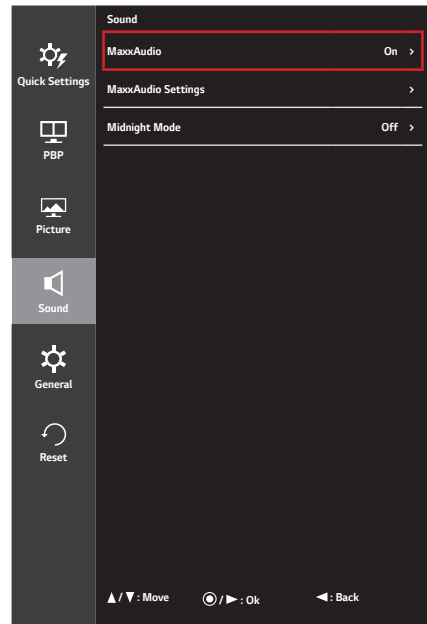 Sound
MaxxAudio On >
Quick Settings
MaxxAudio Settings >
Midnight Mode Off >
PBP
Picture
Sound
General
Reset
▲/▼: Move ◉/►: Ok ◄: Back